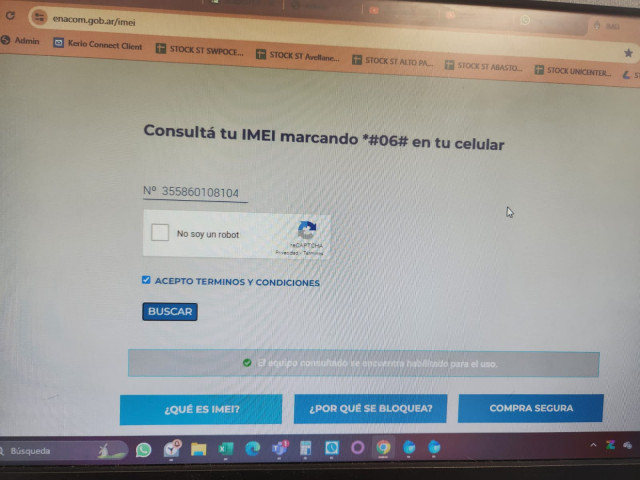 enacom.gob.ar/imei
Admin
Kerio Connect Client
STOCK ST SWPOCE...
STOCK ST Avellane...
STOCK ST ALTO PA...
STOCK ST ABASTO...
STOCK UNICENTER...
Consultá tu IMEI marcando *#06# en tu celular
Nº 355860108104
No soy un robot
reCAPTCHA
Privacidad - Términos
ACEPTO TERMINOS Y CONDICIONES
BUSCAR
El equipo consultado se encuentra habilitado para el uso.
¿QUÉ ES IMEI?
¿POR QUÉ SE BLOQUEA?
COMPRA SEGURA
Búsqueda